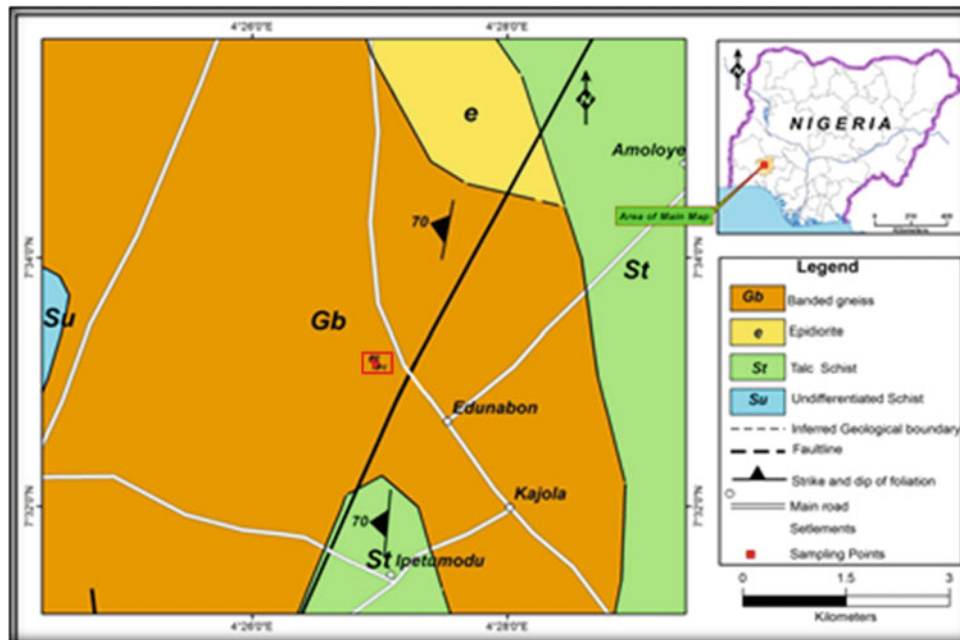 4°26'0"E
4°28'0"E
N
e
Amoloye
70
7°34'0"N
7°34'0"N
St
Su
Gb
Edunabon
Kajola
7°32'0"N
7°32'0"N
70
St Ipetumodu
4°26'0"E
4°28'0"E
N
NIGERIA
Area of Main Map
Kilometers
Legend
Gb Banded gneiss
e Epidiorite
St Talc Schist
Su Undifferentiated Schist
Inferred Geological boundary
Faultline
Strike and dip of foliation
Main road
Setlements
Sampling Points
0 1.5 3
Kilometers